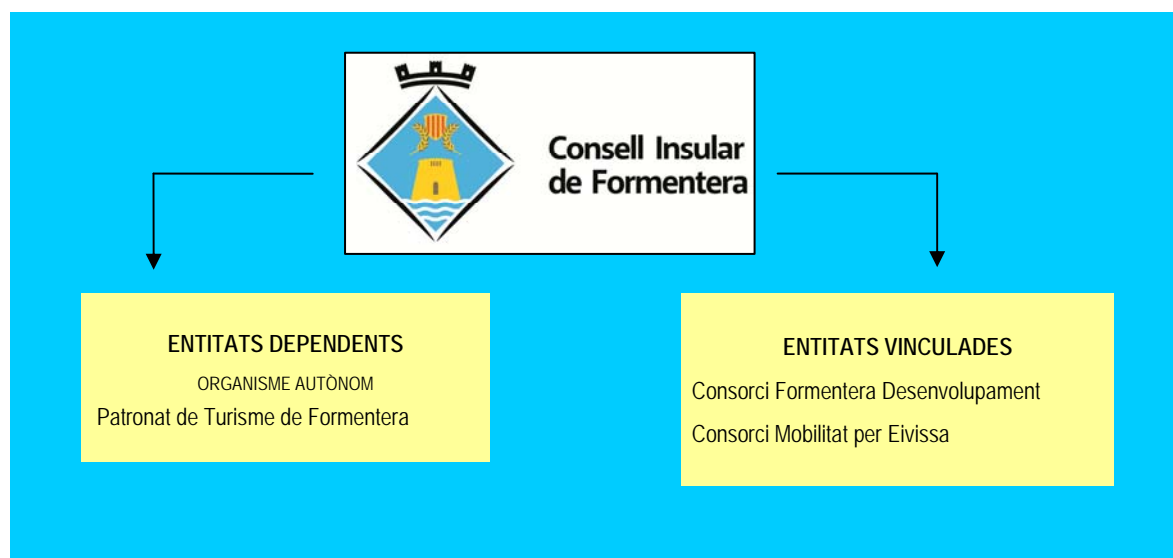 Consell Insular
de Formentera
ENTITATS DEPENDENTS
ORGANISME AUTÒNOM
Patronat de Turisme de Formentera
ENTITATS VINCULADES
Consorci Formentera Desenvolupament
Consorci Mobilitat per Eivissa